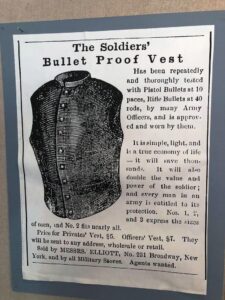 The Soldiers'
Bullet Proof Vest
Has been repeatedly
and thoroughly tested
with Pistol Bullets at 10
paces, Rifle Bullets at 40
rods, by many Army
Officers, and is approv-
ed and worn by them.
It is simple, light, and
is a true economy of life
— it will save thou-
sands. It will also
double the value and
power of the soldier;
and every man in an
army is entitled to its
protection. Nos. 1, 2,
and 3 express the sizes
of men, and No. 2 fits nearly all.
Price for Privates' Vest, $5. Officers' Vest, $7. They
will be sent to any address, wholesale or retail.
Sold by MESSRS. ELLIOTT, No. 231 Broadway, New
York, and by all Military Stores. Agents wanted.